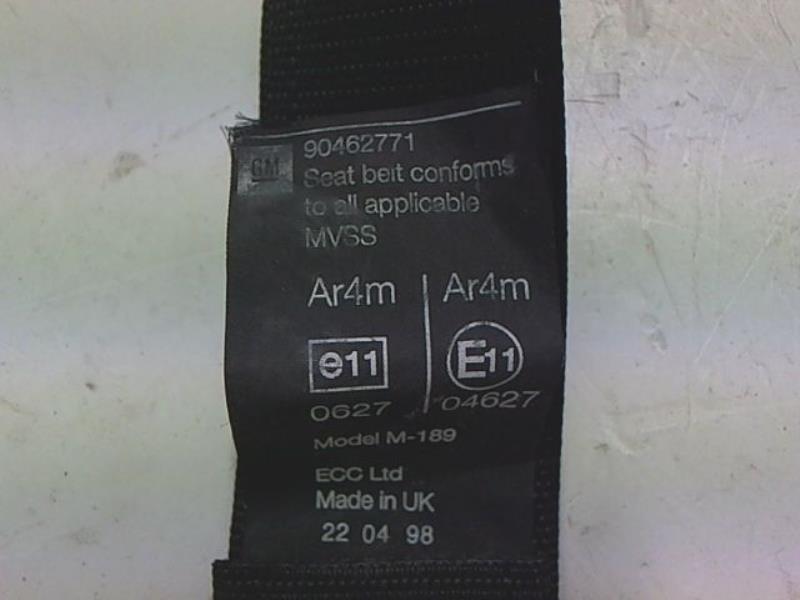 GM 90462771
Seat belt conforms
to all applicable
MVSS
Ar4m Ar4m
e11 E11
0627 04627
Model M-189
ECC Ltd
Made in UK
22 04 98